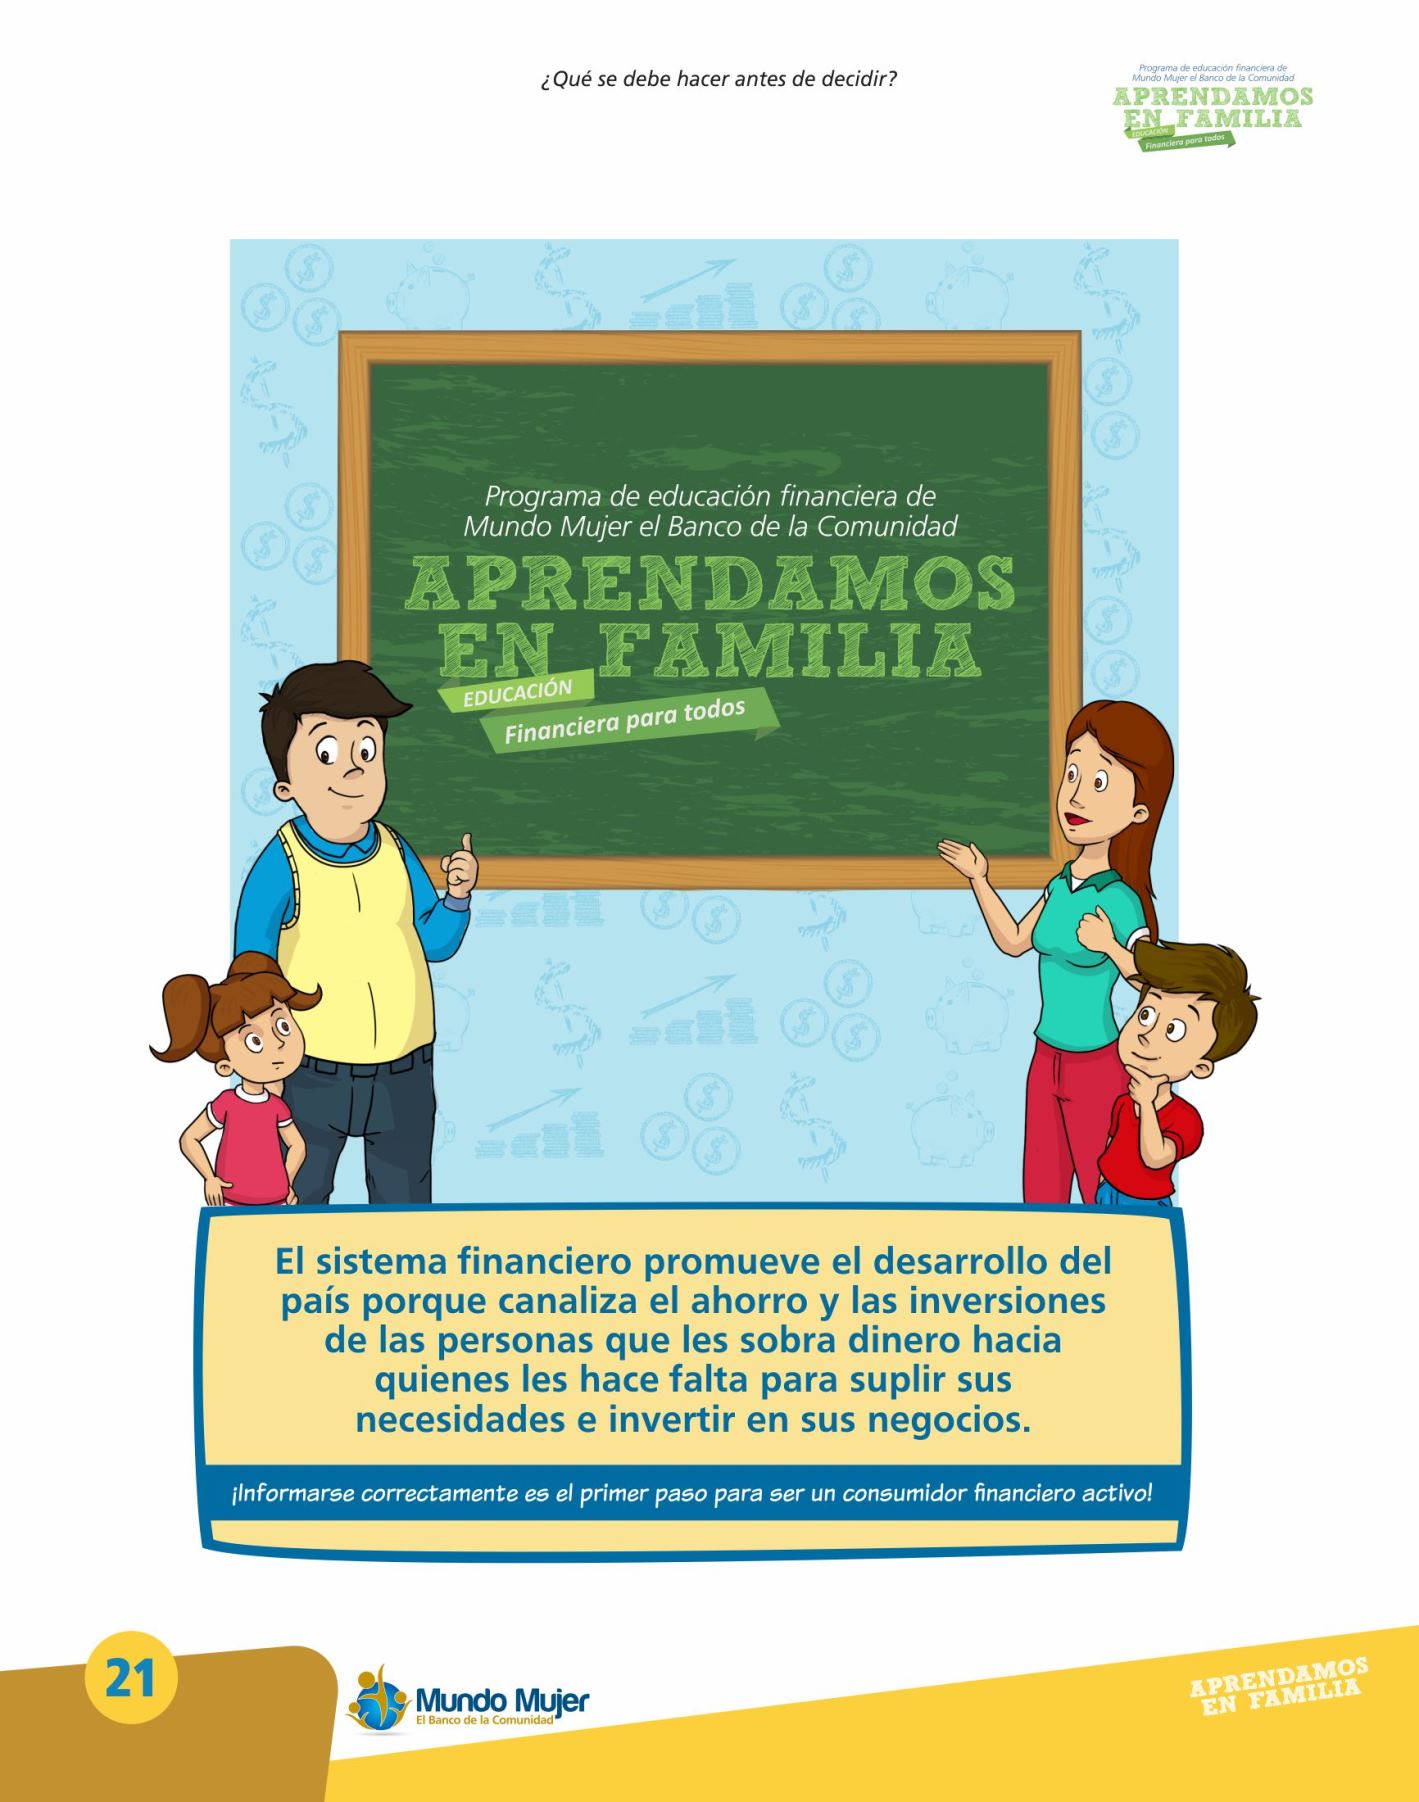 ¿Qué se debe hacer antes de decidir?
Programa de educación financiera de
Mundo Mujer el Banco de la Comunidad
APRENDAMOS
EN FAMILIA
EDUCACIÓN
Financiera para todos
Programa de educación financiera de
Mundo Mujer el Banco de la Comunidad
APRENDAMOS
EN FAMILIA
EDUCACIÓN
Financiera para todos
El sistema financiero promueve el desarrollo del
país porque canaliza el ahorro y las inversiones
de las personas que les sobra dinero hacia
quienes les hace falta para suplir sus
necesidades e invertir en sus negocios.
¡Informarse correctamente es el primer paso para ser un consumidor financiero activo!
21
Mundo Mujer
El Banco de la Comunidad
APRENDAMOS
EN FAMILIA